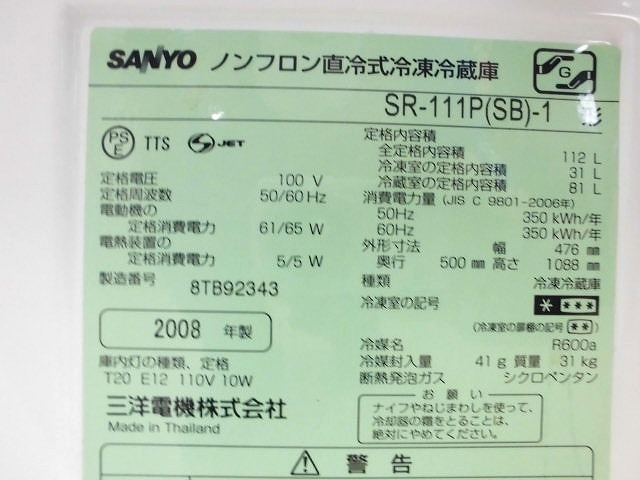 SANYO ノンフロン直冷式冷凍冷蔵庫 G
SR-111P(SB)-1 形
PSE TTS S-JET
定格電圧 100 V
定格周波数 50/60 Hz
電動機の
定格消費電力 61/65 W
電熱装置の
定格消費電力 5/5 W
製造番号 8TB92343
2008 年製
庫内灯の種類、定格
T20 E12 110V 10W
三洋電機株式会社
Made in Thailand
定格内容積
全定格内容積 112 L
冷凍室の定格内容積 31 L
冷蔵室の定格内容積 81 L
消費電力量 (JIS C 9801-2006年)
50Hz 350 kWh/年
60Hz 350 kWh/年
外形寸法 幅 476 mm
奥行 500 mm 高さ 1088 mm
種類 冷凍冷蔵庫
冷凍室の記号 * ***
(冷凍室の扉棚の記号 **)
冷媒名 R600a
冷媒封入量 41g 質量 31kg
断熱発泡ガス シクロペンタン
お願い
ナイフやねじまわしを使って、
冷却器の霜をとることは、
絶対にやめてください。
警告